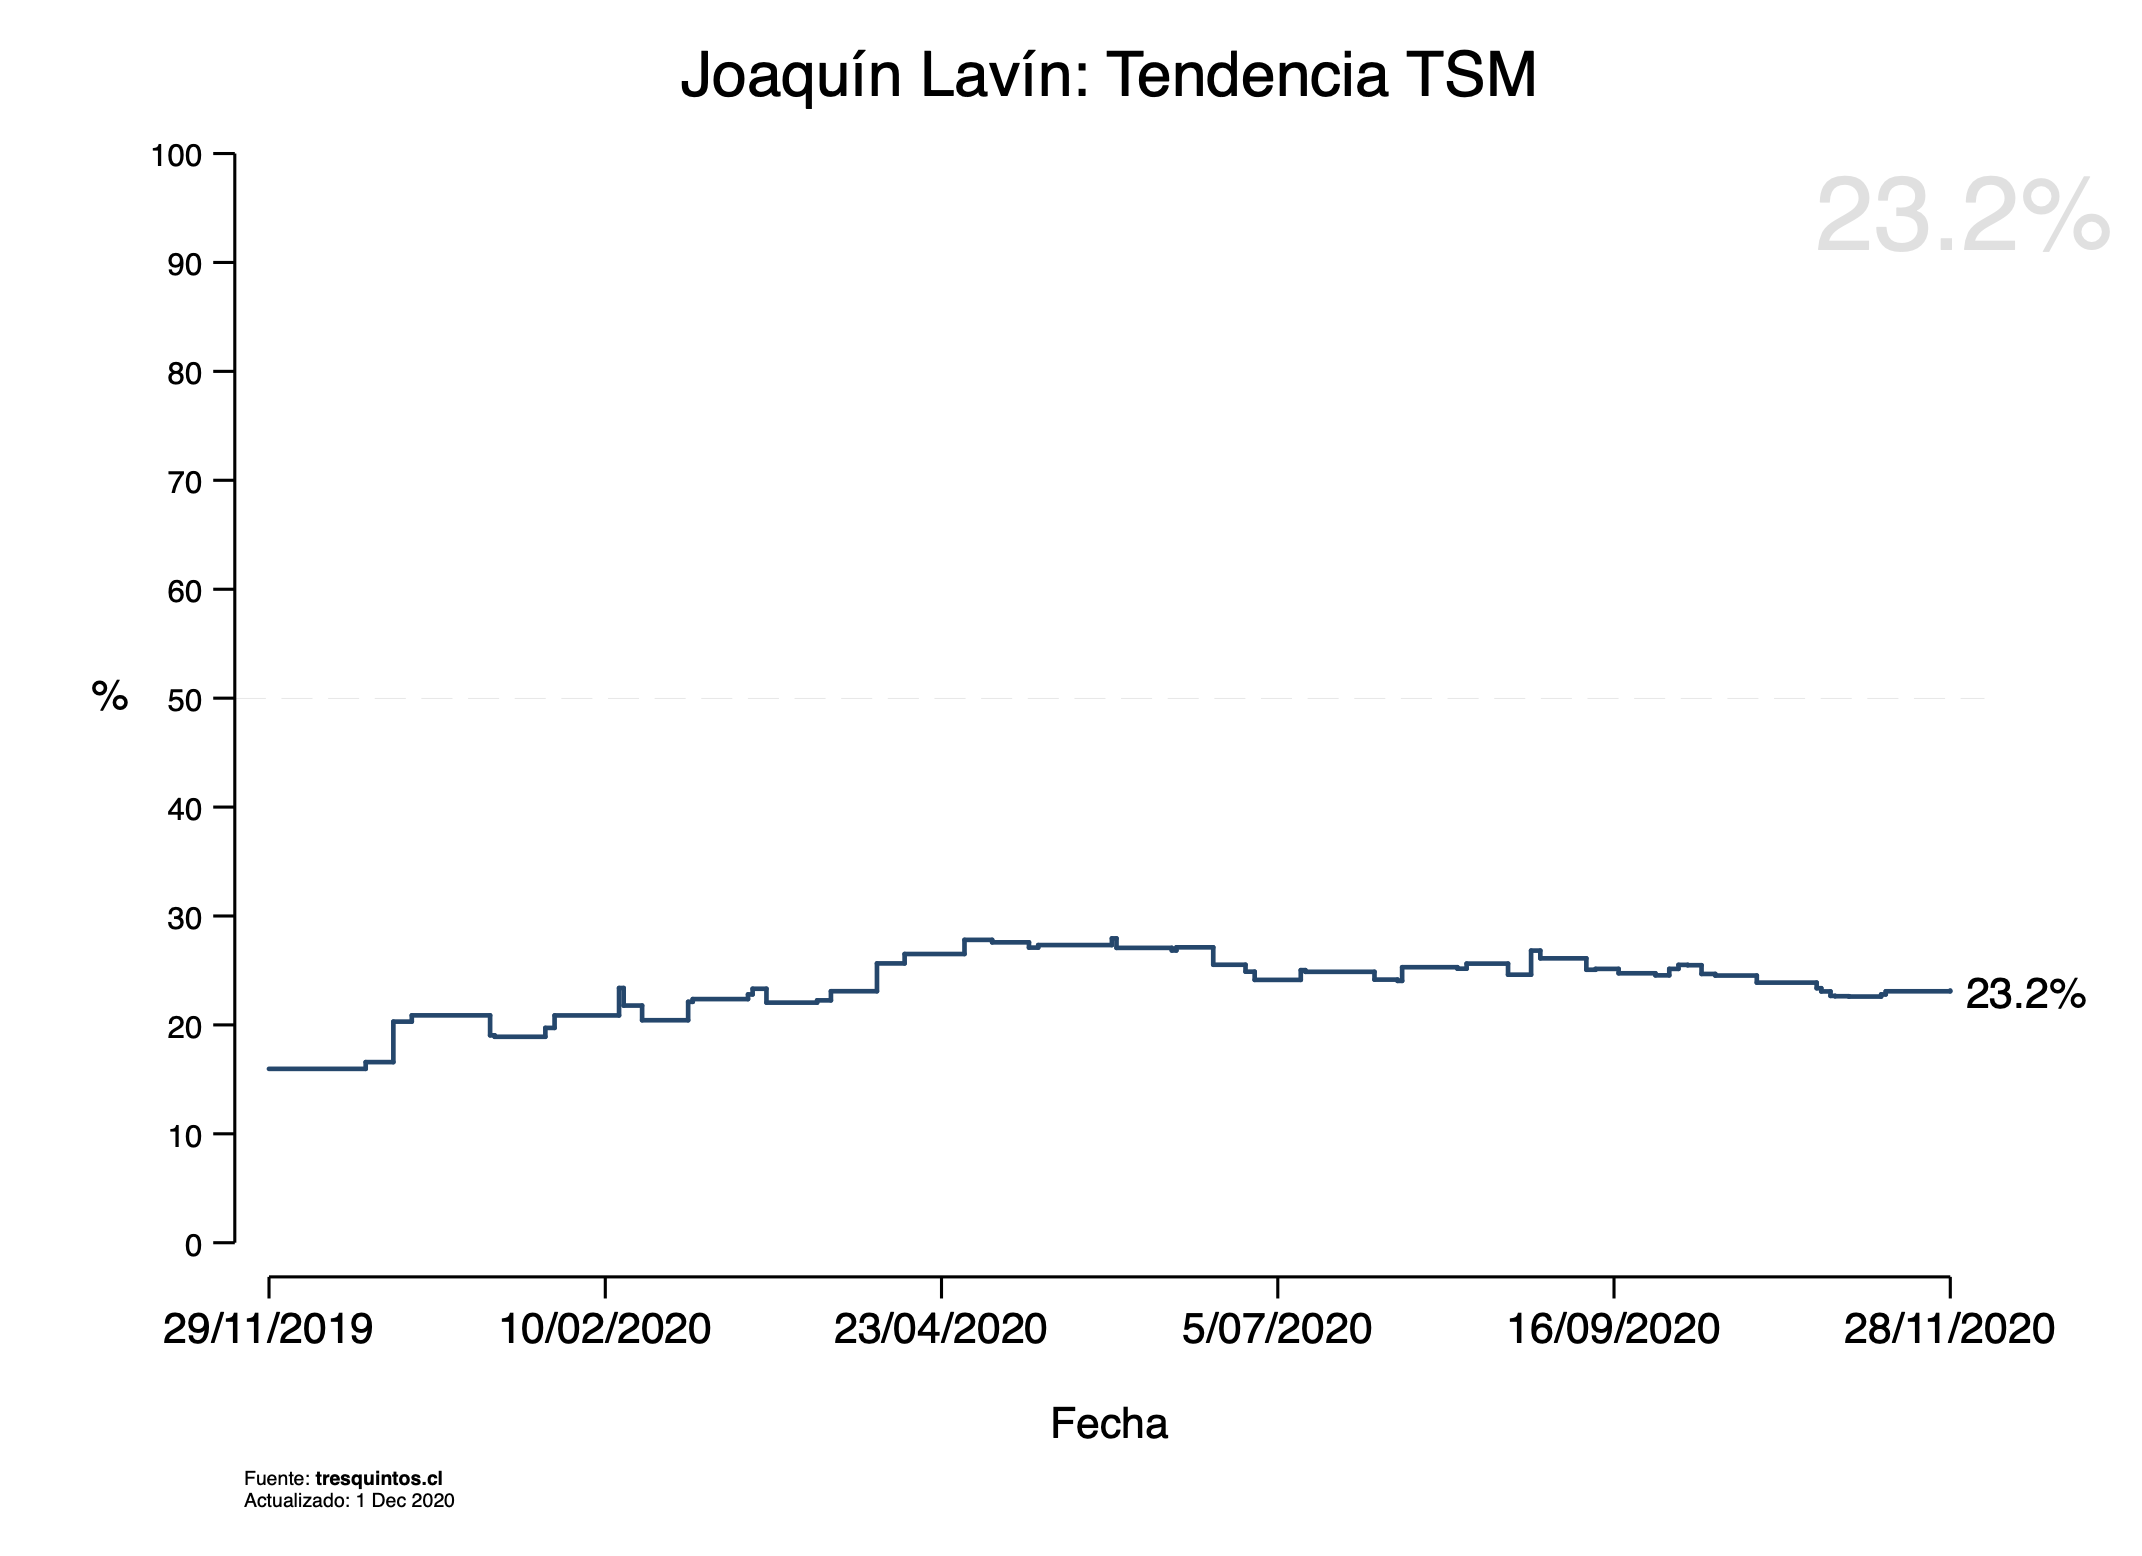 Joaquín Lavín: Tendencia TSM
23.2%
100
90
80
70
60
50
40
30
20
10
0
%
23.2%
29/11/2019 10/02/2020 23/04/2020 5/07/2020 16/09/2020 28/11/2020
Fecha
Fuente: tresquintos.cl
Actualizado: 1 Dec 2020